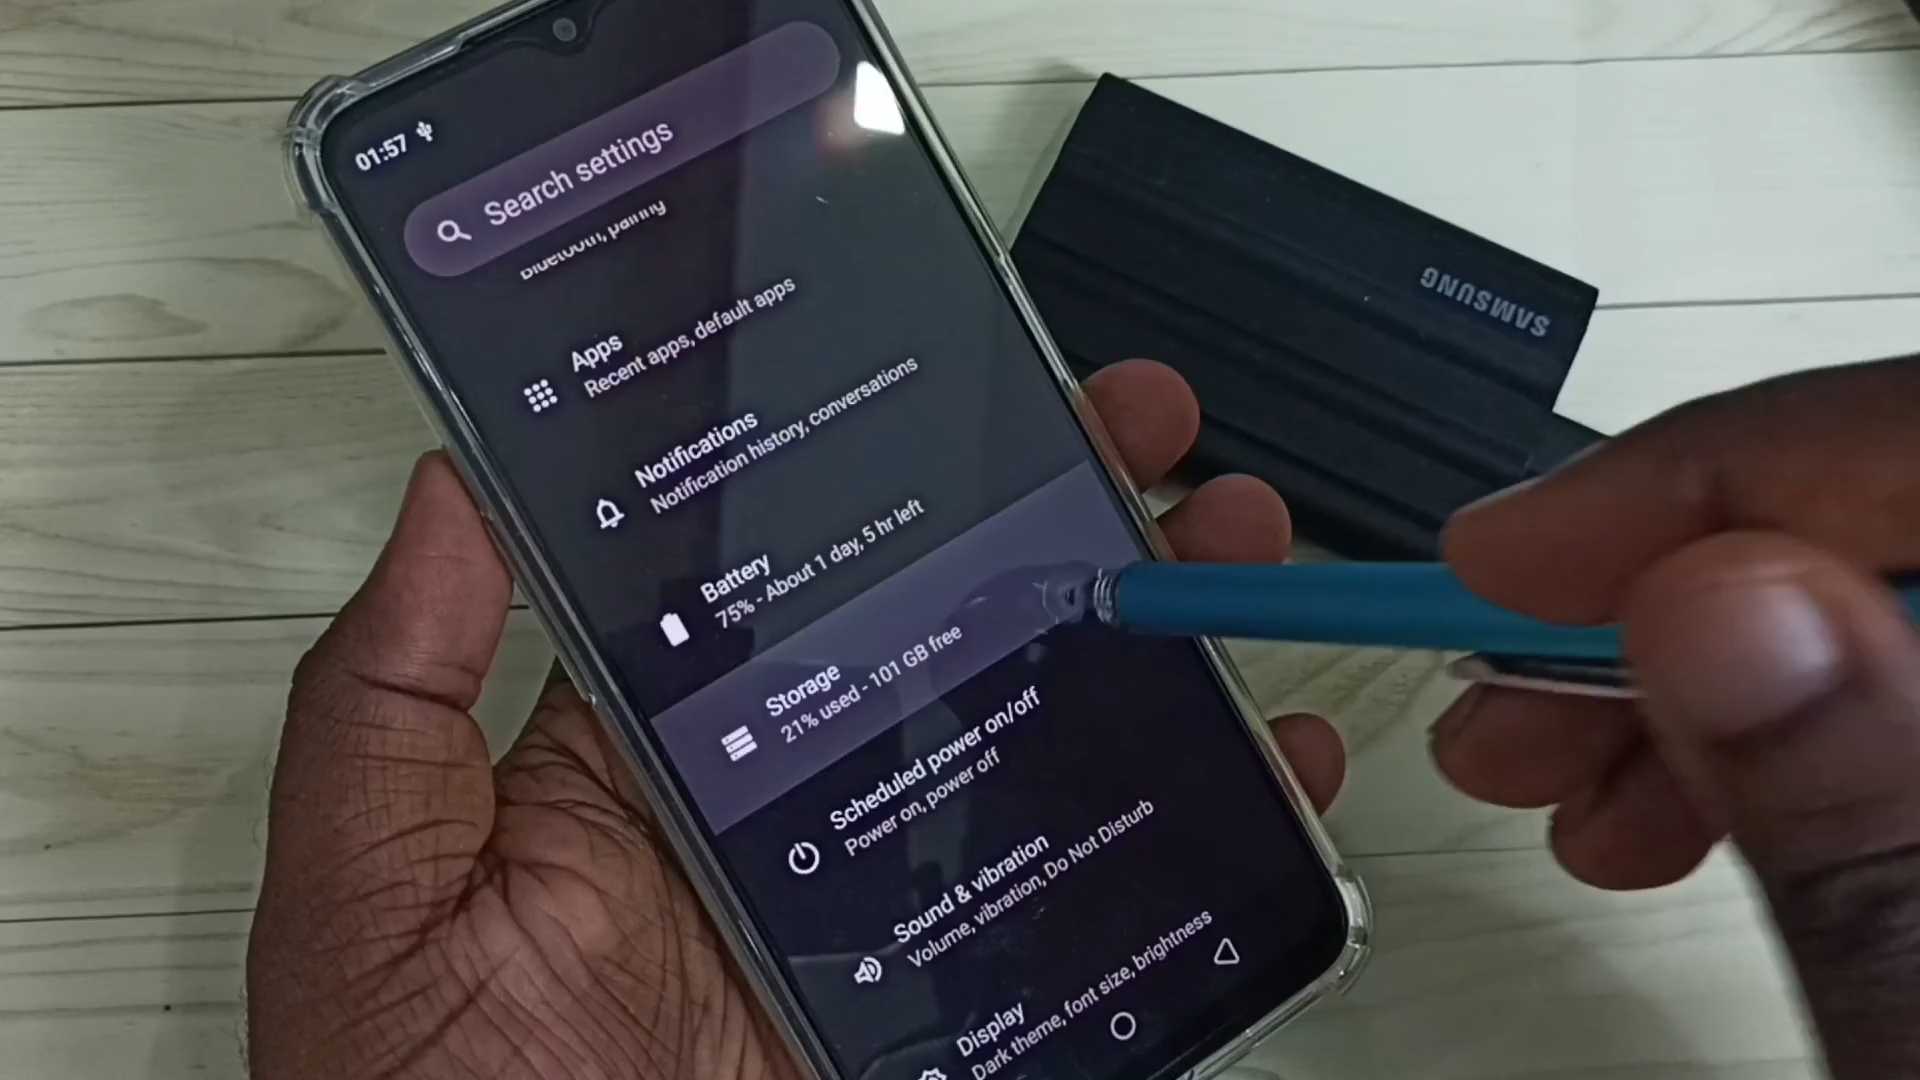 01:57
Search settings
Bluetooth, pairing
Apps
Recent apps, default apps
Notifications
Notification history, conversations
Battery
75% - About 1 day, 5 hr left
Storage
21% used - 101 GB free
Scheduled power on/off
Power on, power off
Sound & vibration
Volume, vibration, Do Not Disturb
Display
Dark theme, font size, brightness
SAMSUNG